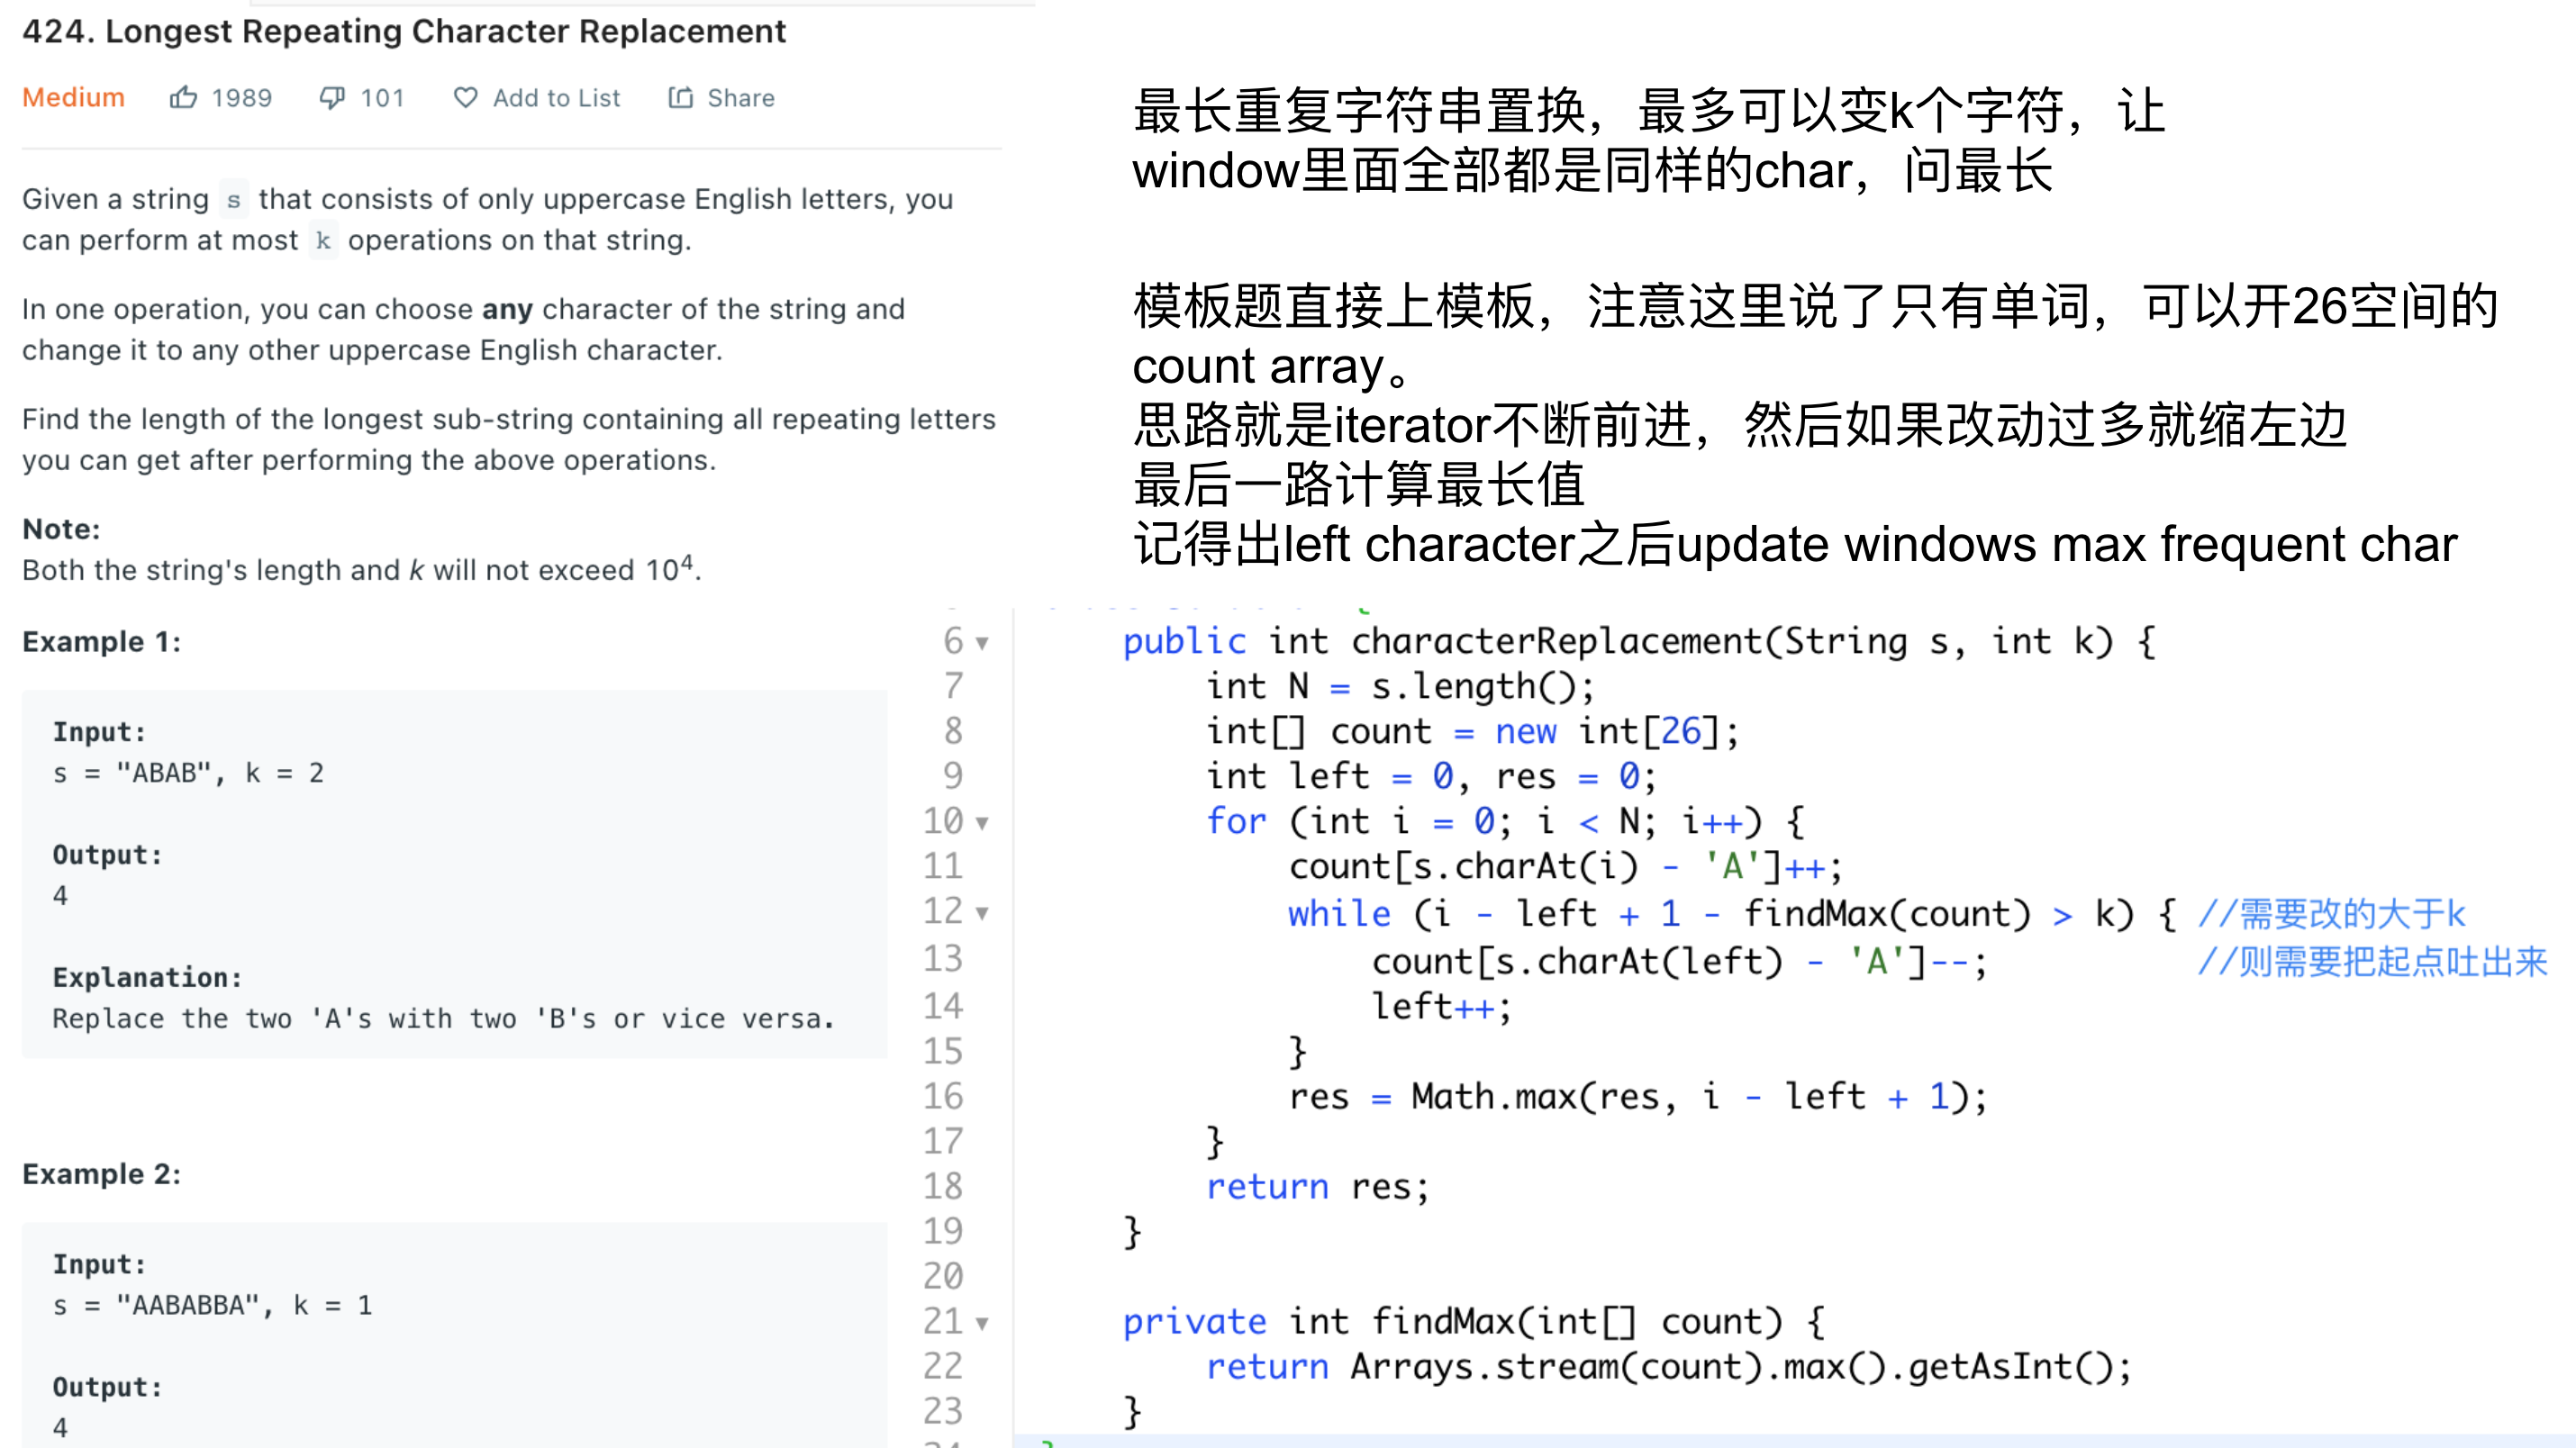 424. Longest Repeating Character Replacement
Medium 1989 101 Add to List Share
Given a string s that consists of only uppercase English letters, you
can perform at most k operations on that string.
In one operation, you can choose any character of the string and
change it to any other uppercase English character.
Find the length of the longest sub-string containing all repeating letters
you can get after performing the above operations.
Note:
Both the string's length and k will not exceed 10⁴.
Example 1:
Input:
s = "ABAB", k = 2
Output:
4
Explanation:
Replace the two 'A's with two 'B's or vice versa.
Example 2:
Input:
s = "AABABBA", k = 1
Output:
4
最长重复字符串置换，最多可以变k个字符，让
window里面全部都是同样的char，问最长
模板题直接上模板，注意这里说了只有单词，可以开26空间的
count array。
思路就是iterator不断前进，然后如果改动过多就缩左边
最后一路计算最长值
记得出left character之后update windows max frequent char
6 public int characterReplacement(String s, int k) {
7 int N = s.length();
8 int[] count = new int[26];
9 int left = 0, res = 0;
10 for (int i = 0; i < N; i++) {
11 count[s.charAt(i) - 'A']++;
12 while (i - left + 1 - findMax(count) > k) { //需要改的大于k
13 count[s.charAt(left) - 'A']--; //则需要把起点吐出来
14 left++;
15 }
16 res = Math.max(res, i - left + 1);
17 }
18 return res;
19 }
20
21 private int findMax(int[] count) {
22 return Arrays.stream(count).max().getAsInt();
23 }